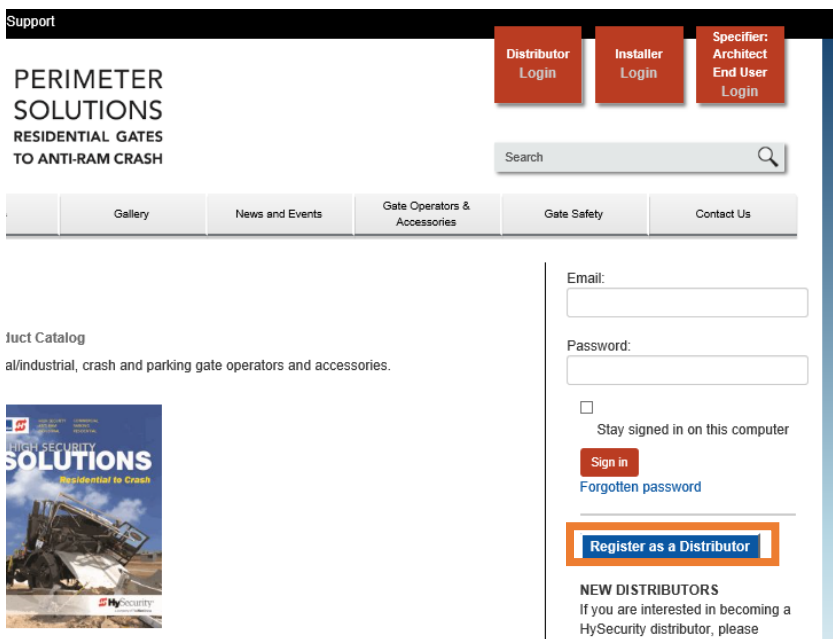 Support
Distributor
Login
Installer
Login
Specifier:
Architect
End User
Login
PERIMETER
SOLUTIONS
RESIDENTIAL GATES
TO ANTI-RAM CRASH
Search
Gallery
News and Events
Gate Operators &
Accessories
Gate Safety
Contact Us
duct Catalog
al/industrial, crash and parking gate operators and accessories.
HIGH SECURITY
SOLUTIONS
Residential to Crash
HySecurity
Email:
Password:
Stay signed in on this computer
Sign in
Forgotten password
Register as a Distributor
NEW DISTRIBUTORS
If you are interested in becoming a
HySecurity distributor, please